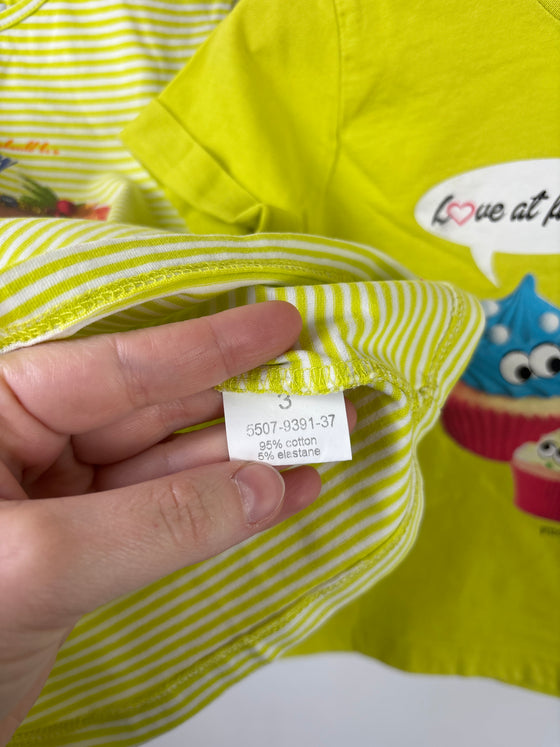 Love at
3
5507-9391-37
95% cotton
5% elastane